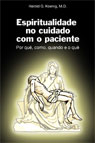 Harold G. Koenig, M.D.
Espiritualidade
no cuidado
com o paciente
Por quê, como, quando e o quê